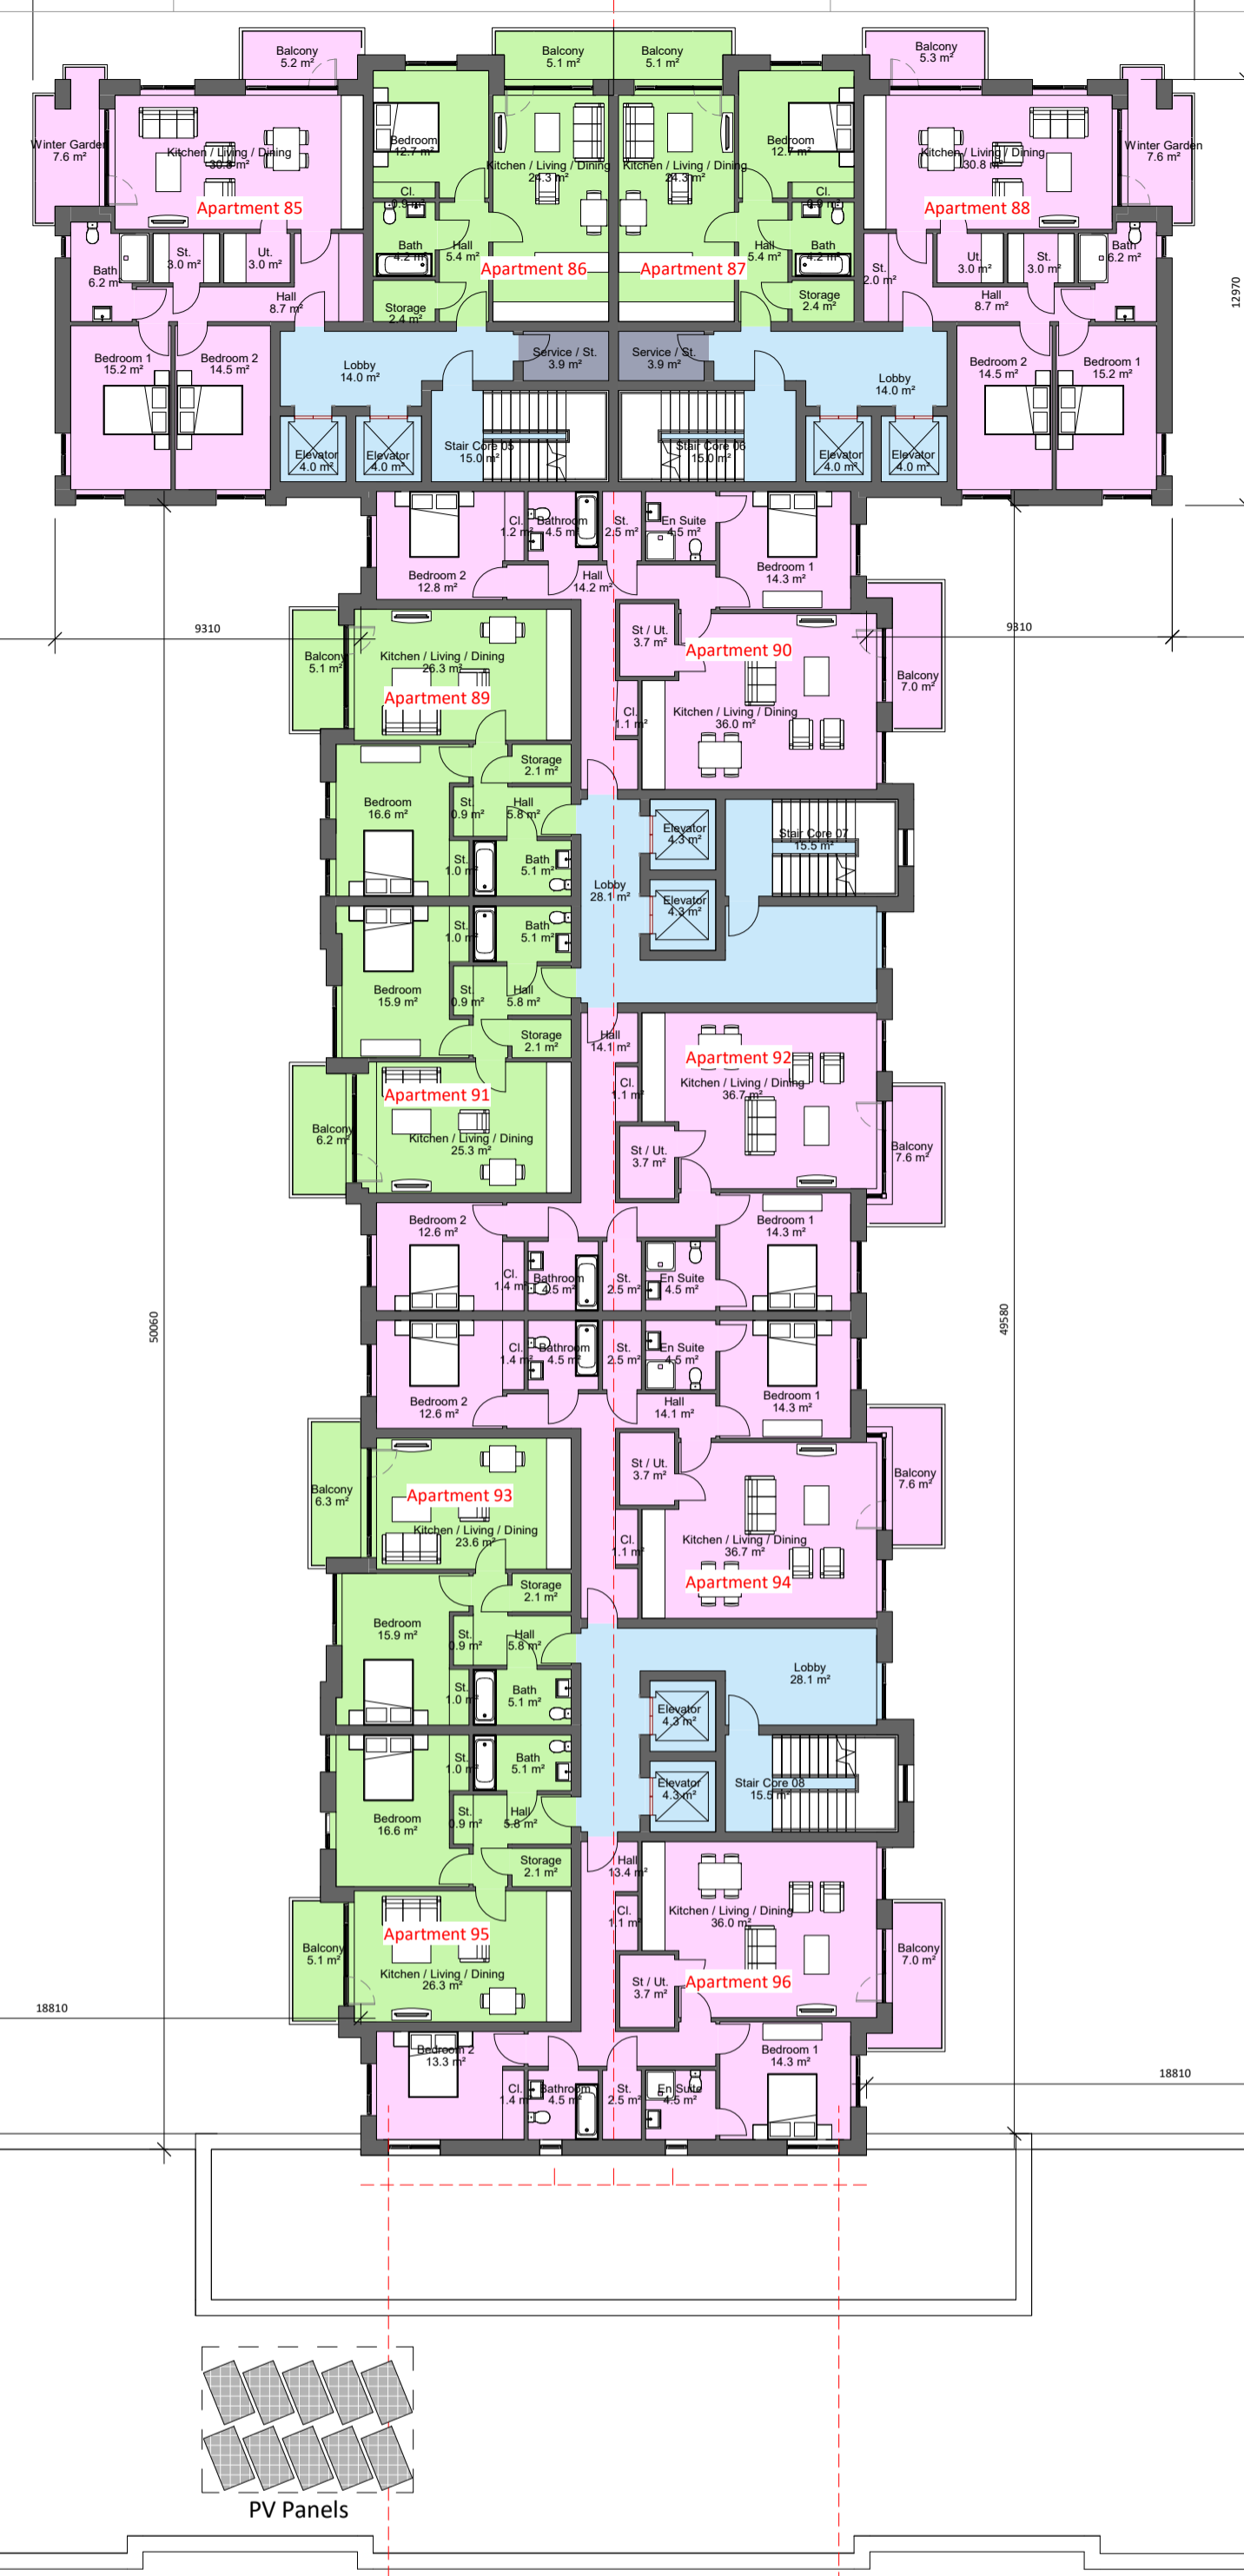 Balcony
5.2 m²
Balcony
5.1 m²
Balcony
5.1 m²
Balcony
5.3 m²
Winter Garden
7.6 m²
Kitchen / Living / Dining
30.8 m²
Apartment 85
Bedroom
12.7 m²
Cl.
0.9 m²
Kitchen / Living / Dining
24.3 m²
Kitchen / Living / Dining
24.3 m²
Bedroom
12.7 m²
Cl.
0.9 m²
Kitchen / Living / Dining
30.8 m²
Apartment 88
Winter Garden
7.6 m²
Bath
6.2 m²
St.
3.0 m²
Ut.
3.0 m²
Hall
8.7 m²
Bath
4.2 m²
Hall
5.4 m²
Apartment 86
Storage
2.4 m²
Apartment 87
Hall
5.4 m²
Bath
4.2 m²
Storage
2.4 m²
St.
2.0 m²
Ut.
3.0 m²
St.
3.0 m²
Bath
6.2 m²
Hall
8.7 m²
12970
Bedroom 1
15.2 m²
Bedroom 2
14.5 m²
Lobby
14.0 m²
Service / St.
3.9 m²
Service / St.
3.9 m²
Lobby
14.0 m²
Bedroom 2
14.5 m²
Bedroom 1
15.2 m²
Elevator
4.0 m²
Elevator
4.0 m²
Stair Core 05
15.0 m²
Stair Core 06
15.0 m²
Elevator
4.0 m²
Elevator
4.0 m²
Bedroom 2
12.8 m²
Cl.
1.2 m²
Bathroom
4.5 m²
St.
2.5 m²
En Suite
4.5 m²
Bedroom 1
14.3 m²
Hall
14.2 m²
9310
9310
Balcony
5.1 m²
Kitchen / Living / Dining
26.3 m²
Apartment 89
St / Ut.
3.7 m²
Apartment 90
Balcony
7.0 m²
Cl.
1.1 m²
Kitchen / Living / Dining
36.0 m²
Storage
2.1 m²
Bedroom
16.6 m²
St.
0.9 m²
Hall
5.8 m²
St.
1.0 m²
Bath
5.1 m²
Elevator
4.3 m²
Stair Core 07
15.5 m²
Lobby
28.1 m²
Elevator
4.3 m²
St.
1.0 m²
Bath
5.1 m²
Bedroom
15.9 m²
St.
0.9 m²
Hall
5.8 m²
Storage
2.1 m²
Hall
14.1 m²
Apartment 92
Kitchen / Living / Dining
36.7 m²
Cl.
1.1 m²
Apartment 91
Balcony
6.2 m²
Kitchen / Living / Dining
25.3 m²
St / Ut.
3.7 m²
Balcony
7.6 m²
Bedroom 2
12.6 m²
Bedroom 1
14.3 m²
Cl.
1.4 m²
Bathroom
4.5 m²
St.
2.5 m²
En Suite
4.5 m²
50060
49580
Bedroom 2
12.6 m²
Cl.
1.4 m²
Bathroom
4.5 m²
St.
2.5 m²
En Suite
4.5 m²
Bedroom 1
14.3 m²
Hall
14.1 m²
Balcony
6.3 m²
Apartment 93
Kitchen / Living / Dining
23.6 m²
St / Ut.
3.7 m²
Balcony
7.6 m²
Cl.
1.1 m²
Kitchen / Living / Dining
36.7 m²
Apartment 94
Storage
2.1 m²
Bedroom
15.9 m²
St.
0.9 m²
Hall
5.8 m²
St.
1.0 m²
Bath
5.1 m²
Lobby
28.1 m²
Elevator
4.3 m²
St.
1.0 m²
Bath
5.1 m²
Elevator
4.3 m²
Stair Core 08
15.5 m²
Bedroom
16.6 m²
St.
0.9 m²
Hall
5.8 m²
Storage
2.1 m²
Hall
13.4 m²
Cl.
1.1 m²
Kitchen / Living / Dining
36.0 m²
Apartment 95
Balcony
5.1 m²
Kitchen / Living / Dining
26.3 m²
St / Ut.
3.7 m²
Apartment 96
Balcony
7.0 m²
18810
Bedroom 2
13.3 m²
Bedroom 1
14.3 m²
Cl.
1.4 m²
Bathroom
4.5 m²
St.
2.5 m²
En Suite
4.5 m²
18810
PV Panels